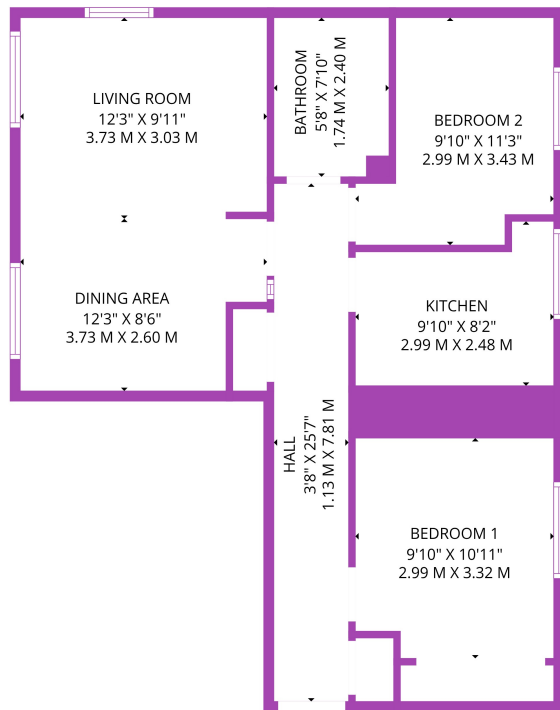 LIVING ROOM
12'3" X 9'11"
3.73 M X 3.03 M
BATHROOM
5'8" X 7'10"
1.74 M X 2.40 M
BEDROOM 2
9'10" X 11'3"
2.99 M X 3.43 M
DINING AREA
12'3" X 8'6"
3.73 M X 2.60 M
KITCHEN
9'10" X 8'2"
2.99 M X 2.48 M
HALL
3'8" X 25'7"
1.13 M X 7.81 M
BEDROOM 1
9'10" X 10'11"
2.99 M X 3.32 M